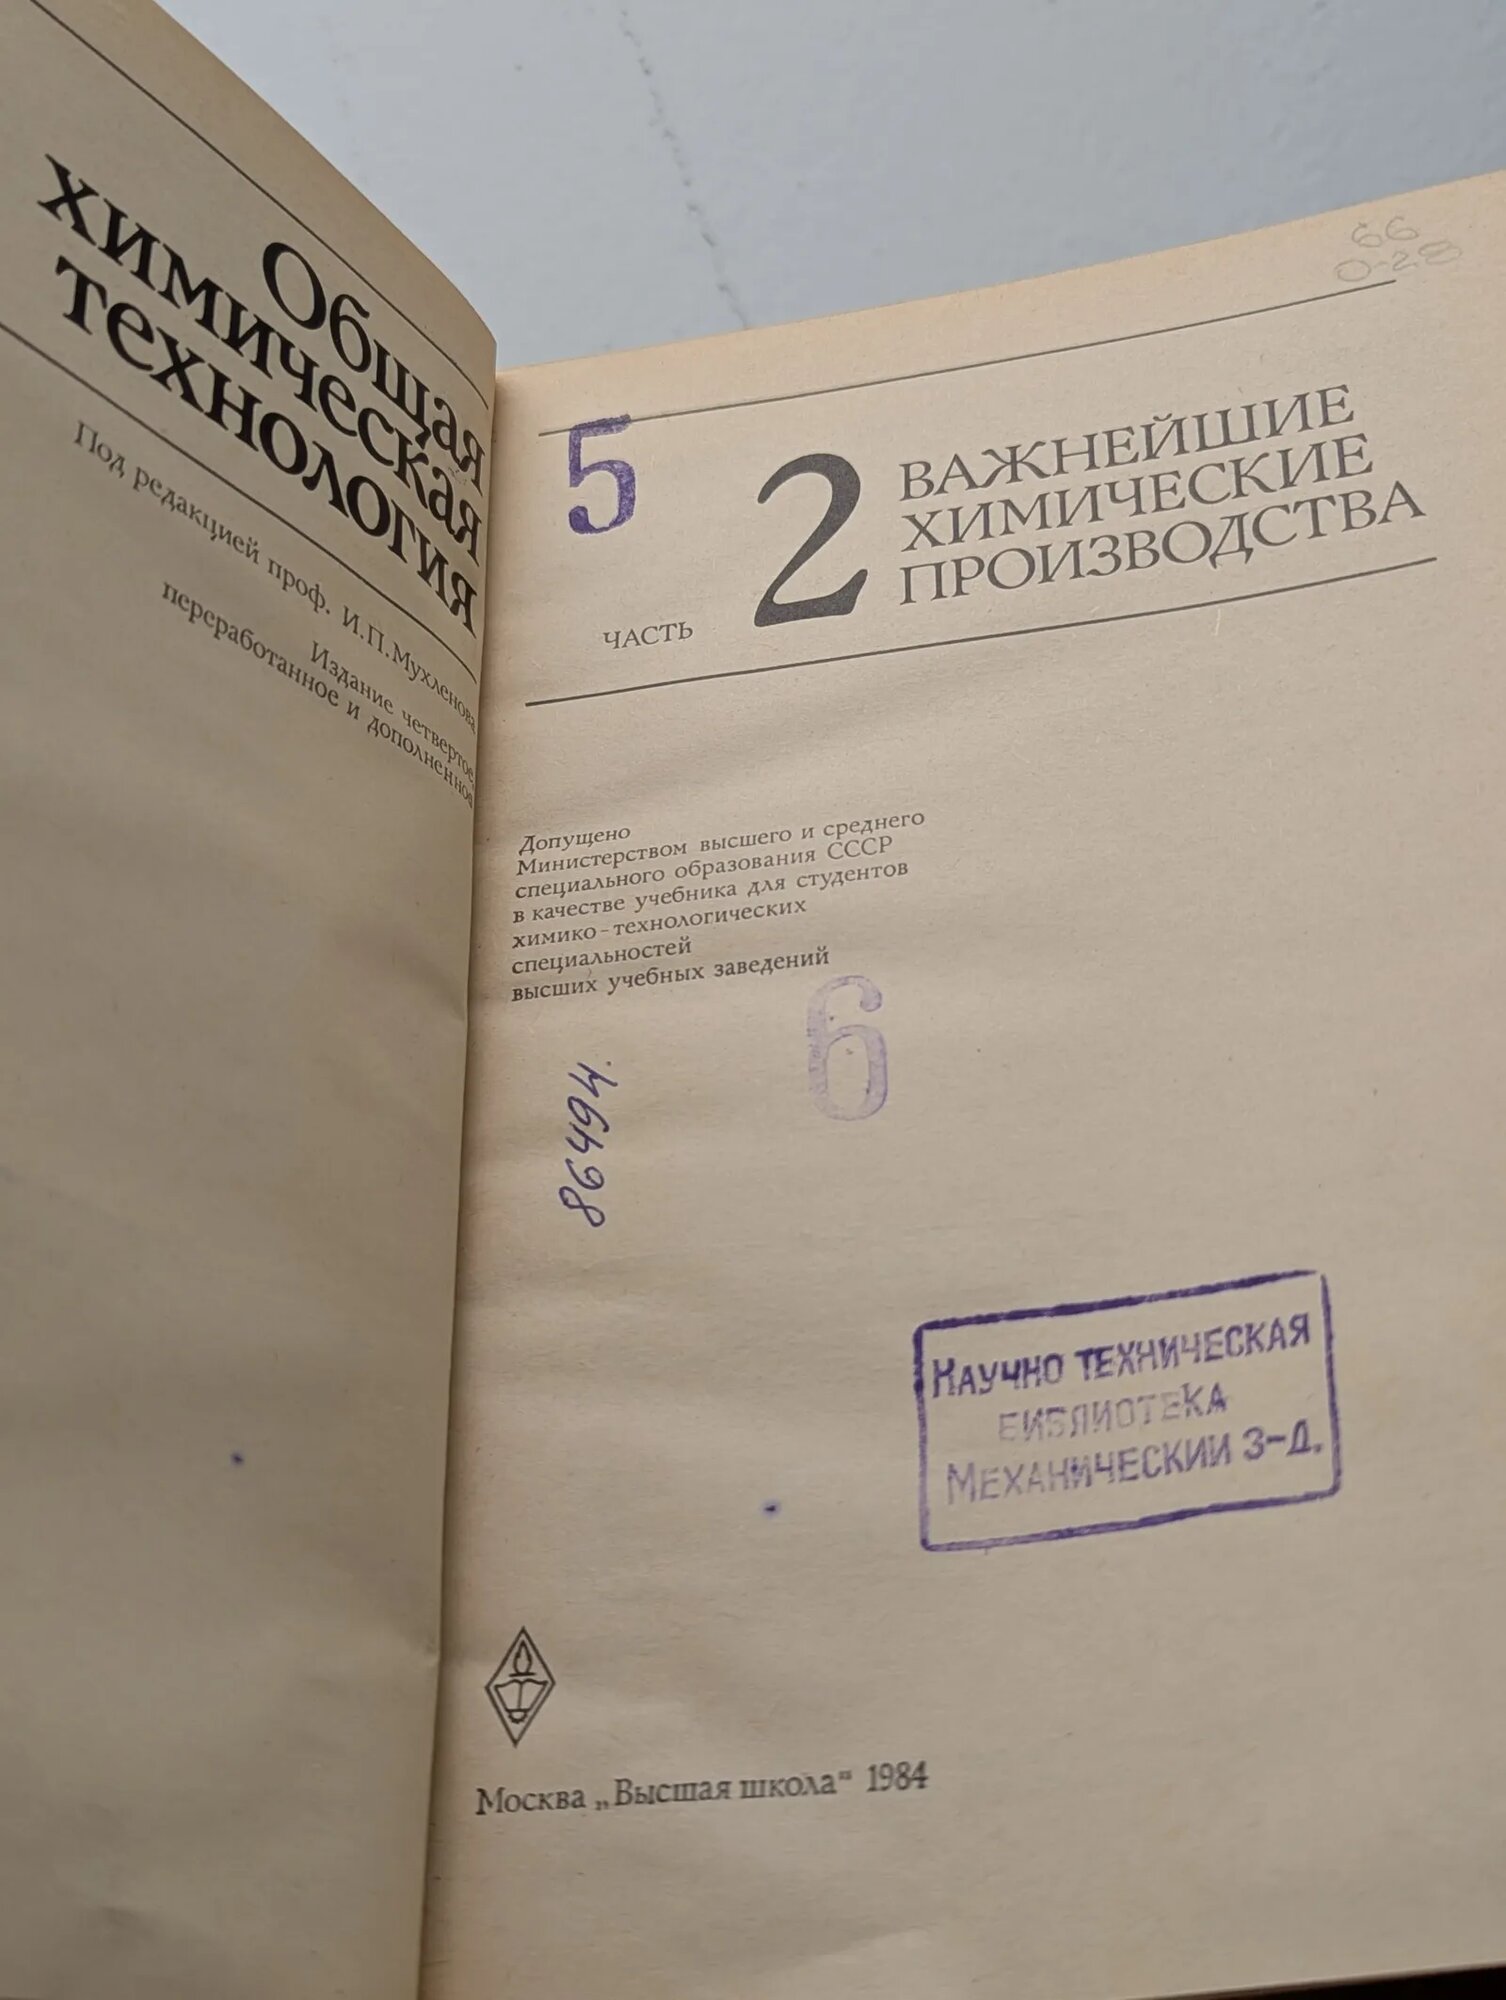 Общая
химическая
технология
Под редакцией проф. И.П.Мухленова
Издание четвертое,
переработанное и дополненное
66
О-28
5
ЧАСТЬ
2
ВАЖНЕЙШИЕ
ХИМИЧЕСКИЕ
ПРОИЗВОДСТВА
Допущено
Министерством высшего и среднего
специального образования СССР
в качестве учебника для студентов
химико-технологических
специальностей
высших учебных заведений
6
86494.
НАУЧНО ТЕХНИЧЕСКАЯ
БИБЛИОТЕКА
МЕХАНИЧЕСКИЙ З-Д.
Москва „Высшая школа" 1984